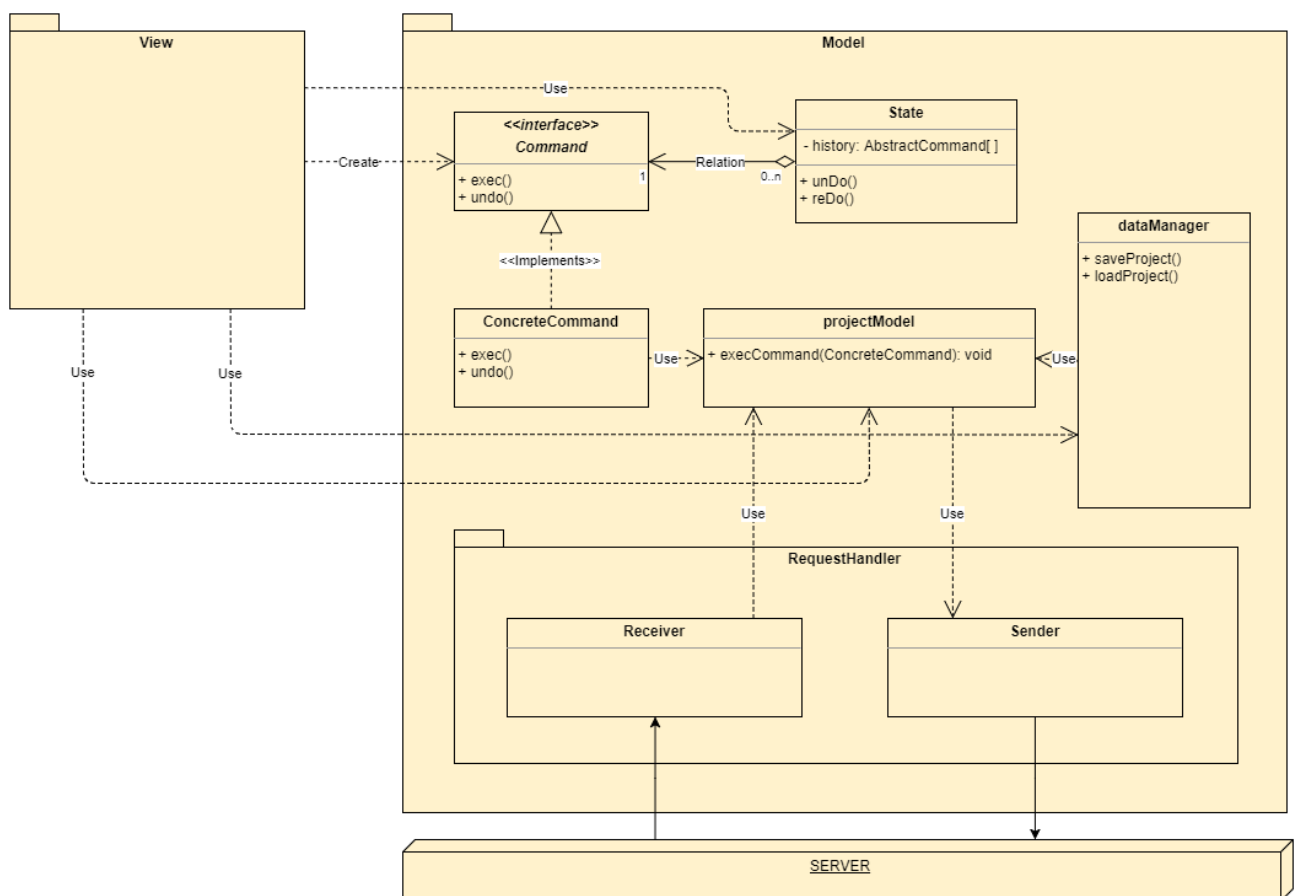 View
Model
Use
State
- history: AbstractCommand[ ]
+ unDo()
+ reDo()
<<interface>>
Command
+ exec()
+ undo()
Create
Relation
1
0..n
dataManager
+ saveProject()
+ loadProject()
<<Implements>>
ConcreteCommand
+ exec()
+ undo()
Use
projectModel
+ execCommand(ConcreteCommand): void
Use
Use
Use
Use
Use
RequestHandler
Receiver
Sender
SERVER